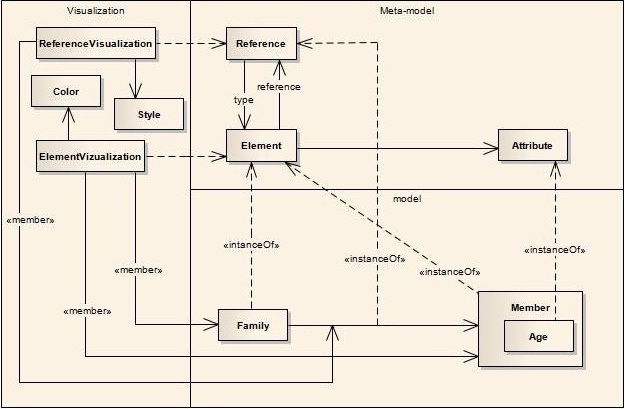 Visualization
Meta-model
ReferenceVisualization
Reference
Color
Style
type
reference
ElementVizualization
Element
Attribute
model
«member»
«member»
«member»
«intanceOf»
«instanceOf»
«instanceOf»
«instanceOf»
Family
Member
Age